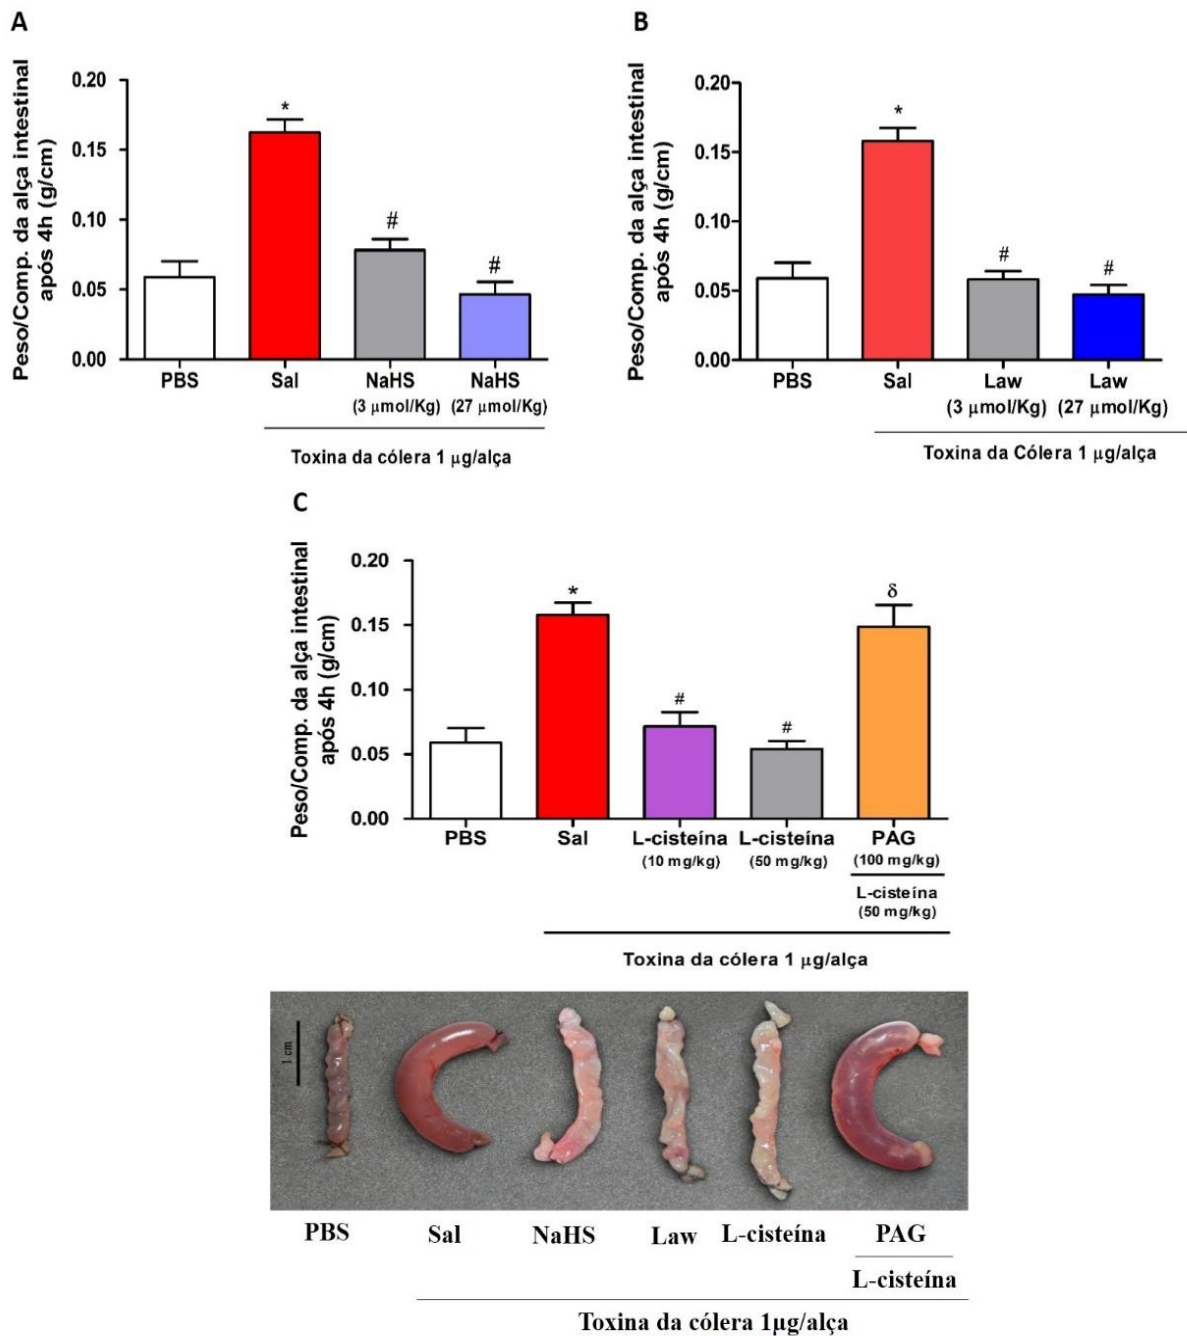 A
Peso/Comp. da alça intestinal
após 4h (g/cm)
0.20
0.15
0.10
0.05
0.00
*
#
#
PBS
Sal
NaHS
(3 μmol/Kg)
NaHS
(27 μmol/Kg)
Toxina da cólera 1 μg/alça
B
Peso/Comp. da alça intestinal
após 4h (g/cm)
0.20
0.15
0.10
0.05
0.00
*
#
#
PBS
Sal
Law
(3 μmol/Kg)
Law
(27 μmol/Kg)
Toxina da Cólera 1 μg/alça
C
Peso/Comp. da alça intestinal
após 4h (g/cm)
0.20
0.15
0.10
0.05
0.00
*
#
#
δ
PBS
Sal
L-cisteína
(10 mg/kg)
L-cisteína
(50 mg/kg)
PAG
(100 mg/kg)
L-cisteína
(50 mg/kg)
Toxina da cólera 1 μg/alça
1 cm
PBS
Sal
NaHS
Law
L-cisteína
PAG
L-cisteína
Toxina da cólera 1μg/alça